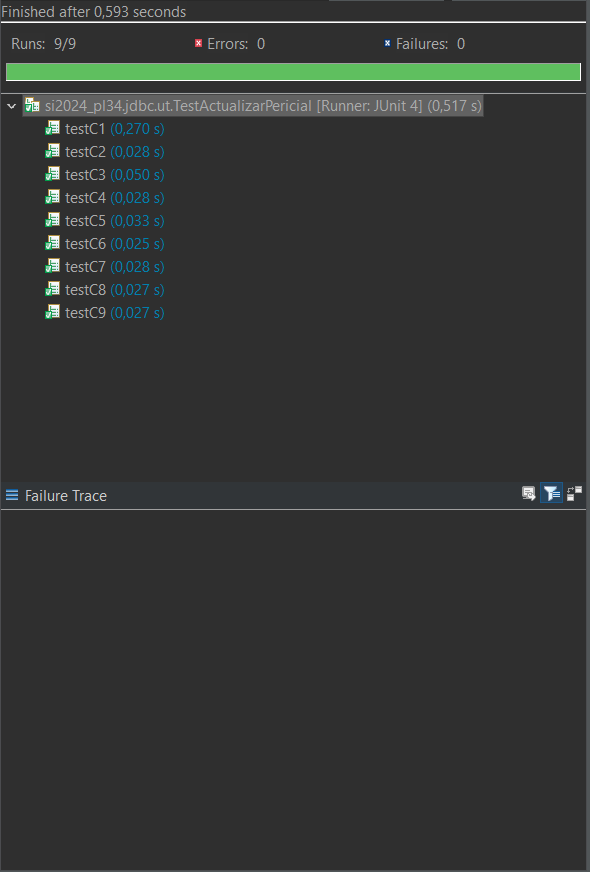 Finished after 0,593 seconds
Runs: 9/9 Errors: 0 Failures: 0
si2024_pl34.jdbc.ut.TestActualizarPericial [Runner: JUnit 4] (0,517 s)
testC1 (0,270 s)
testC2 (0,028 s)
testC3 (0,050 s)
testC4 (0,028 s)
testC5 (0,033 s)
testC6 (0,025 s)
testC7 (0,028 s)
testC8 (0,027 s)
testC9 (0,027 s)
Failure Trace